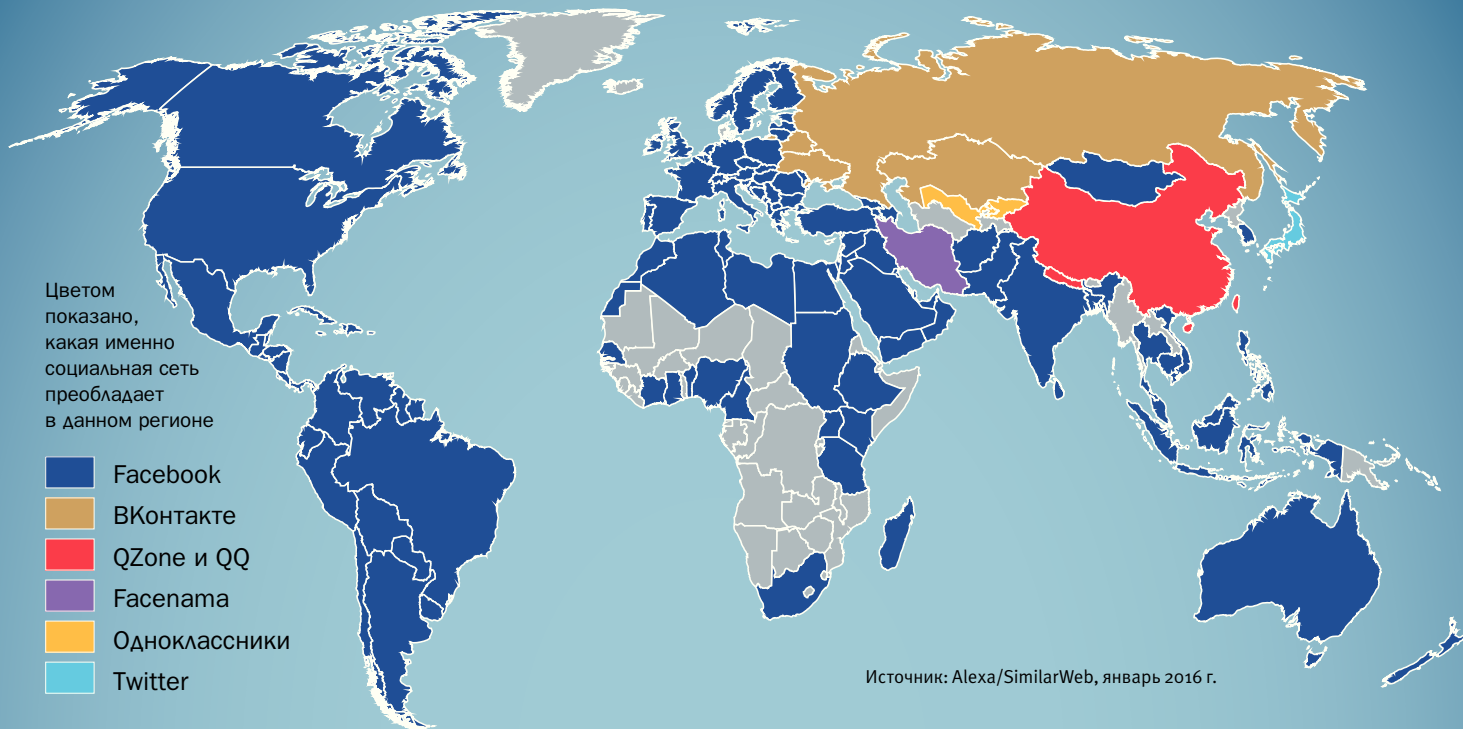 Цветом
показано,
какая именно
социальная сеть
преобладает
в данном регионе
Facebook
ВКонтакте
QZone и QQ
Facenama
Одноклассники
Twitter
Источник: Alexa/SimilarWeb, январь 2016 г.